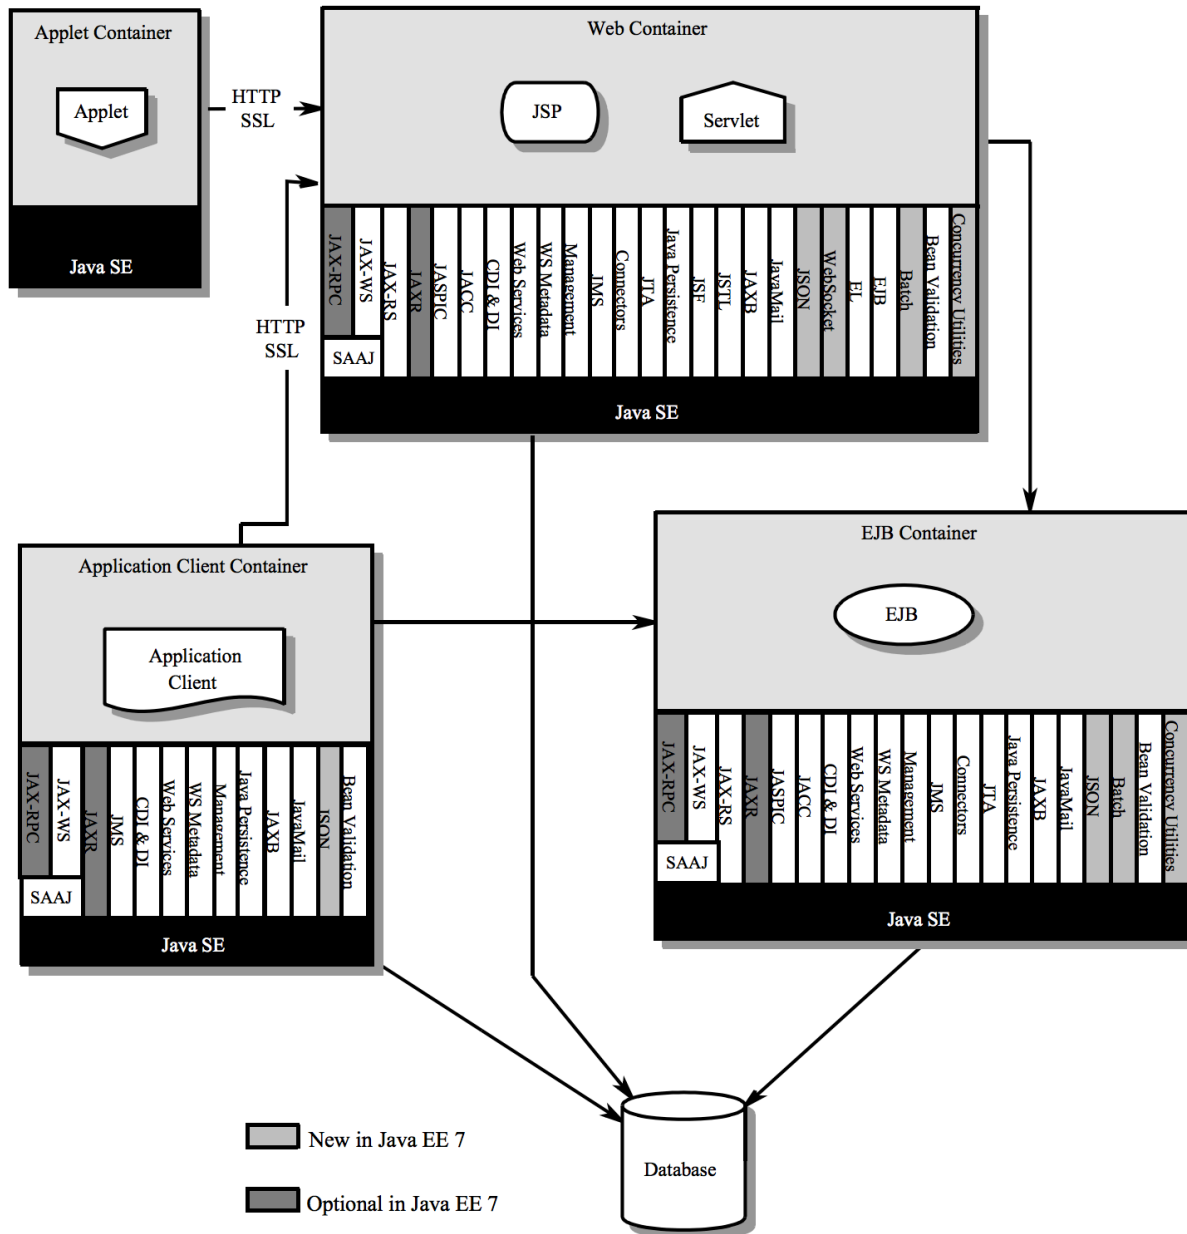 Applet Container
Applet
Java SE
HTTP
SSL
Web Container
JSP
Servlet
JAX-RPC
JAX-WS
SAAJ
JAX-RS
JAXR
JASPIC
JACC
CDI & DI
Web Services
WS Metadata
Management
JMS
Connectors
JTA
Java Persistence
JSF
JSTL
JAXB
JavaMail
JSON
WebSocket
EL
EJB
Batch
Bean Validation
Concurrency Utilities
Java SE
HTTP
SSL
Application Client Container
Application
Client
JAX-RPC
JAX-WS
SAAJ
JAXR
JMS
CDI & DI
Web Services
WS Metadata
Management
Java Persistence
JAXB
JavaMail
JSON
Bean Validation
Java SE
EJB Container
EJB
JAX-RPC
JAX-WS
SAAJ
JAX-RS
JAXR
JASPIC
JACC
CDI & DI
Web Services
WS Metadata
Management
JMS
Connectors
JTA
Java Persistence
JAXB
JavaMail
JSON
Batch
Bean Validation
Concurrency Utilities
Java SE
Database
New in Java EE 7
Optional in Java EE 7